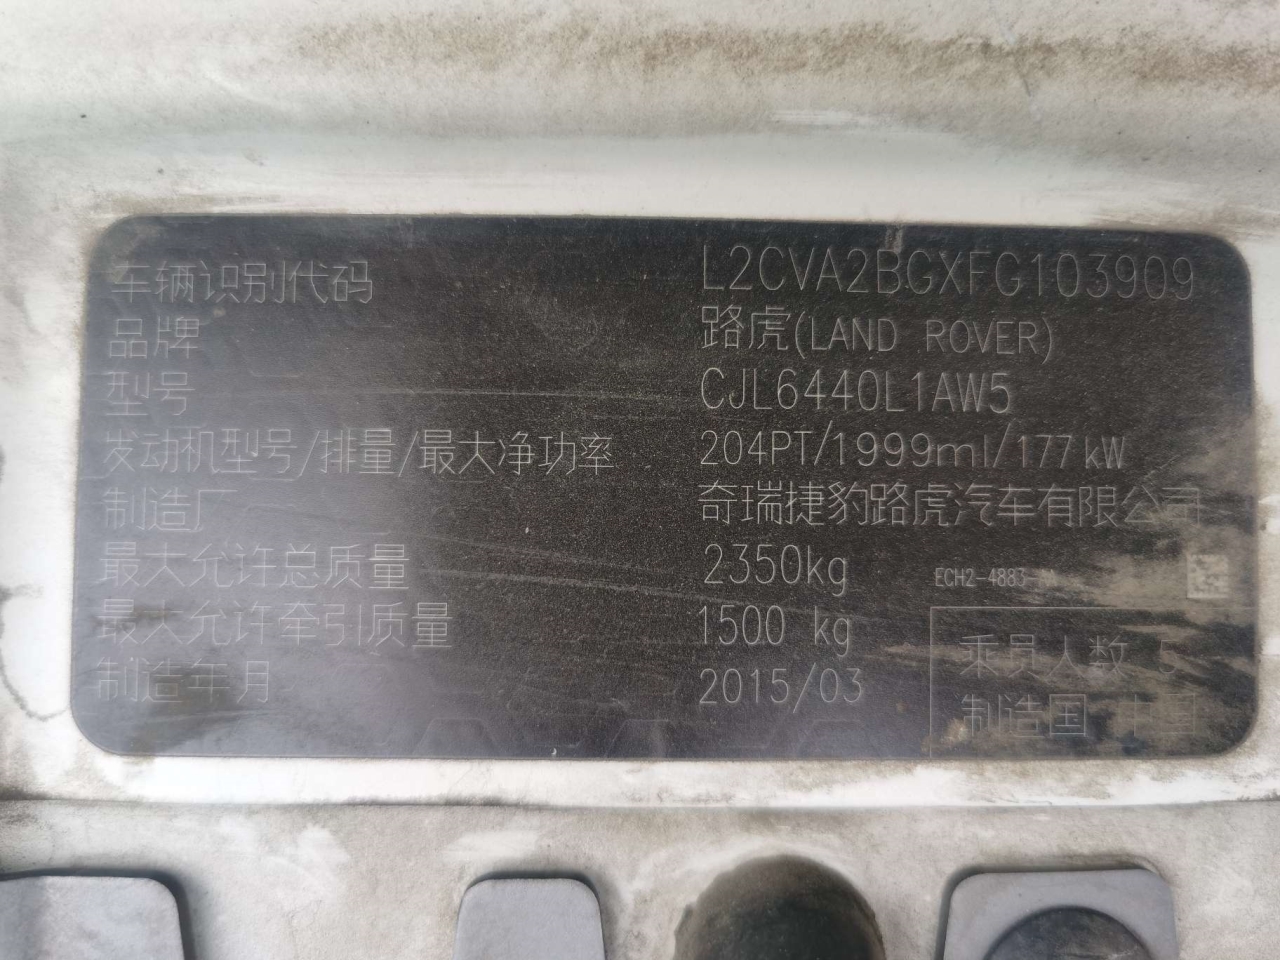 车辆识别代码 L2CVA2BGXFG103909
品牌 路虎(LAND ROVER)
型号 CJL6440L1AW5
发动机型号/排量/最大净功率 204PT/1999ml/177kW
制造厂 奇瑞捷豹路虎汽车有限公司
最大允许总质量 2350kg
ECH2-4883
最大允许牵引质量 1500 kg
制造年月 2015/03
乘员人数 5
制造国 中国